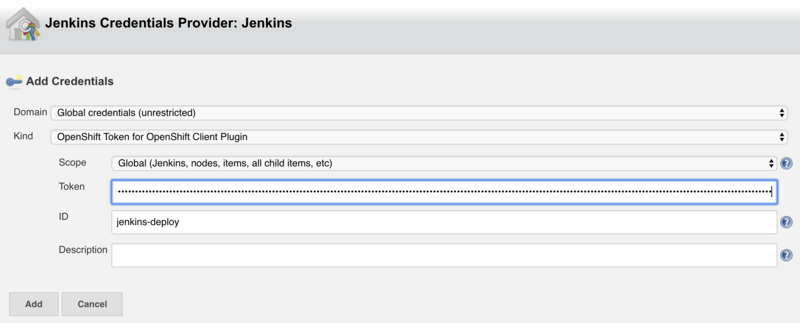 Jenkins Credentials Provider: Jenkins
Add Credentials
Domain Global credentials (unrestricted)
Kind OpenShift Token for OpenShift Client Plugin
Scope Global (Jenkins, nodes, items, all child items, etc)
Token
ID jenkins-deploy
Description
Add Cancel